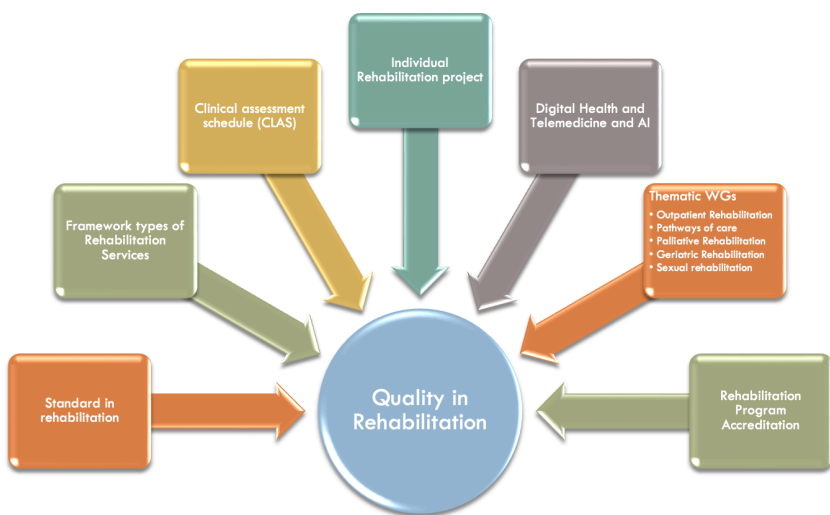 Individual
Rehabilitation project
Clinical assessment
schedule (CLAS)
Digital Health and
Telemedicine and AI
Framework types of
Rehabilitation
Services
Thematic WGs
• Outpatient Rehabilitation
• Pathways of care
• Palliative Rehabilitation
• Geriatric Rehabilitation
• Sexual rehabilitation
Standard in
rehabilitation
Quality in
Rehabilitation
Rehabilitation
Program
Accreditation